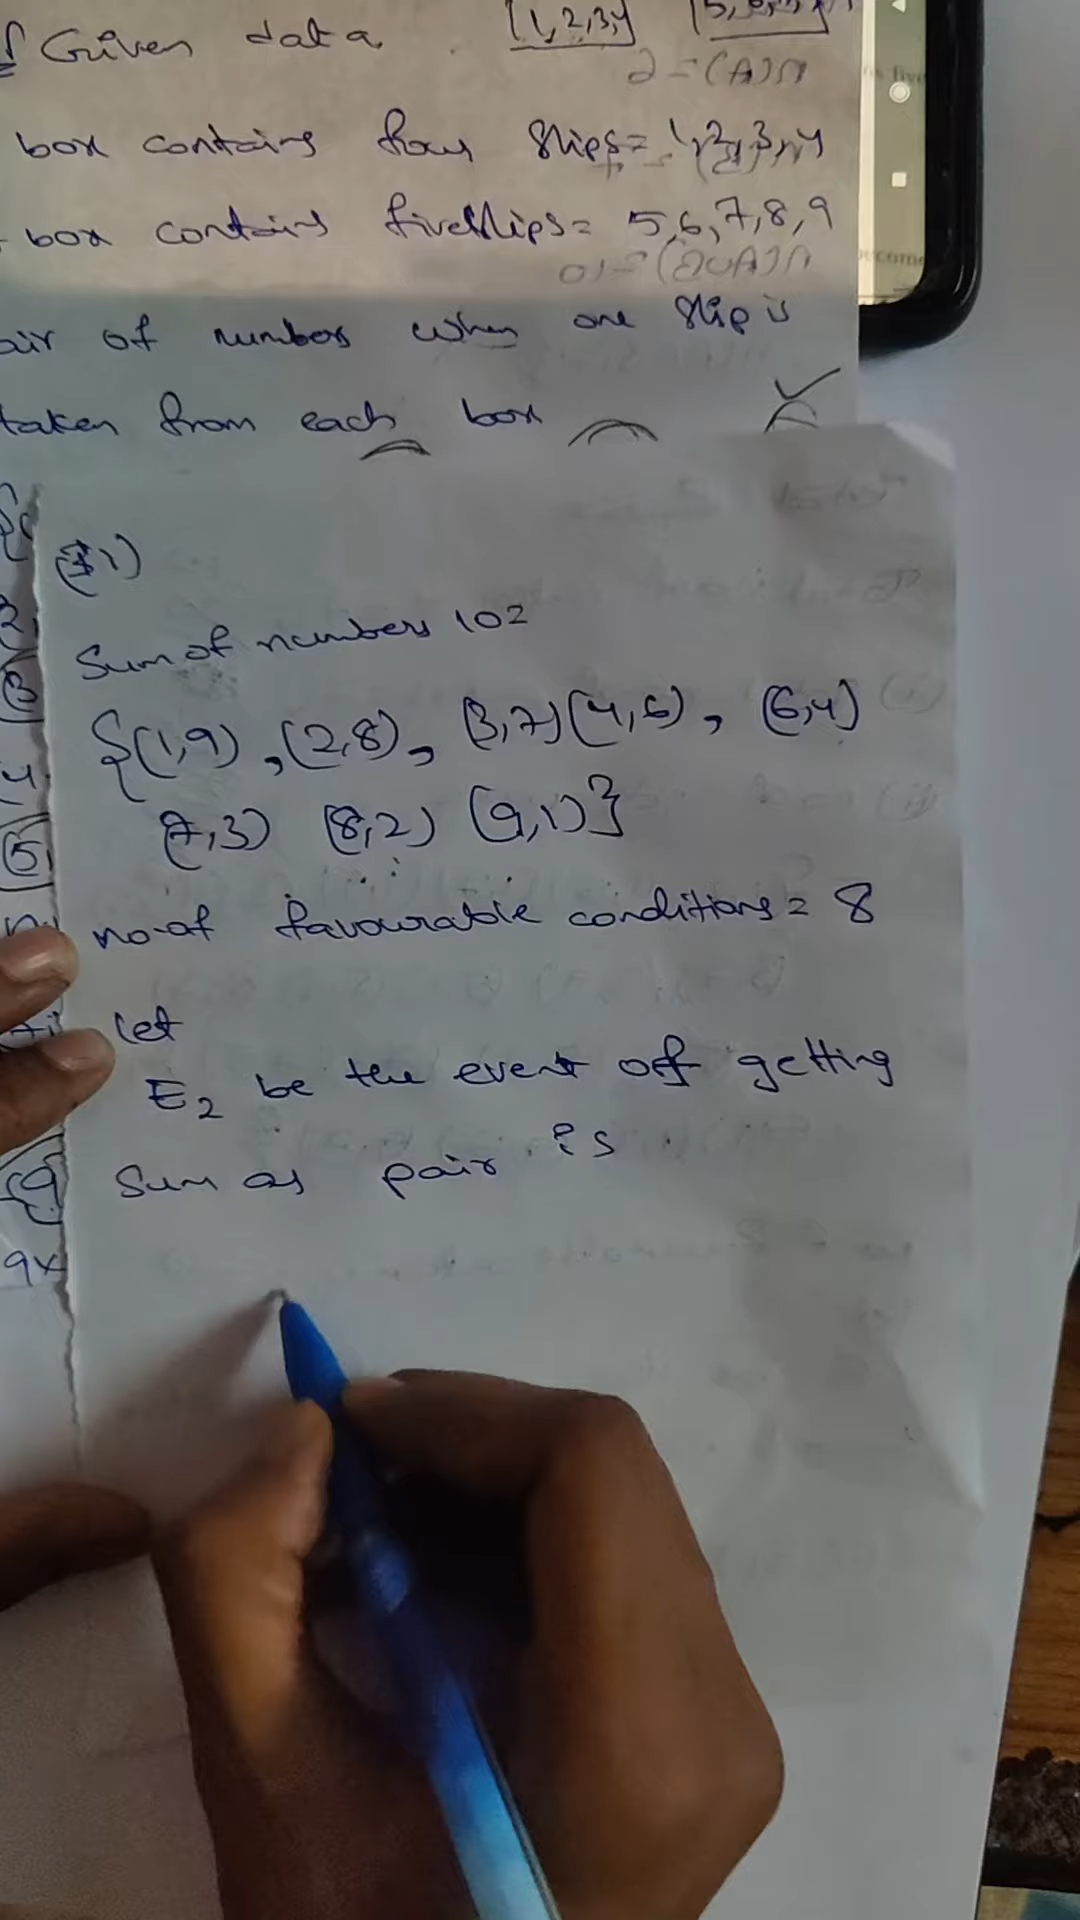 Given data {1,2,3,4}
box contains four slips= 1,2,3,4
box contains five slips= 5,6,7,8,9
air of numbers when one slip is
taken from each box
Sum of numbers 10=
{(1,9), (2,8), (3,7) (4,6), (6,4)
(7,3) (8,2) (9,1)}
no of favourable conditions= 8
Let
E2 be the event off getting
Sum as pair is